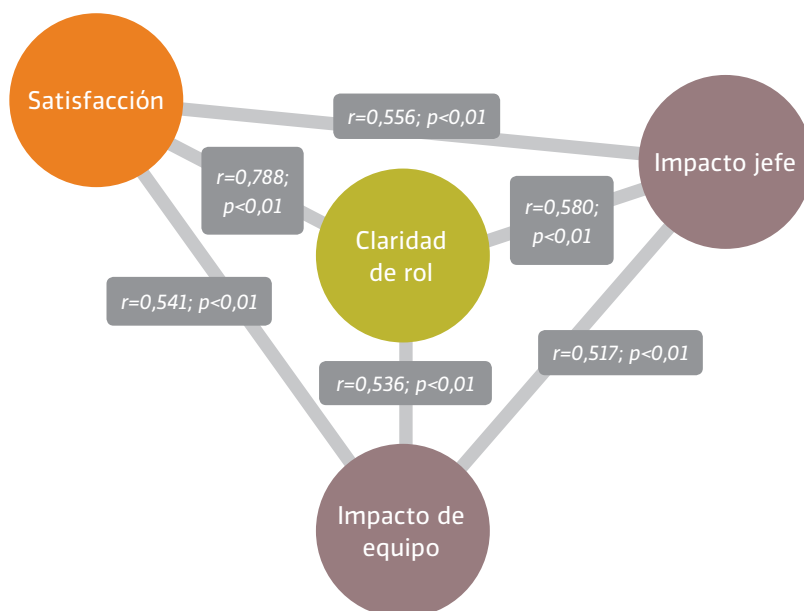 Satisfacción
r=0,556; p<0,01
Impacto jefe
r=0,788;
p<0,01
r=0,580;
p<0,01
Claridad
de rol
r=0,541; p<0,01
r=0,517; p<0,01
r=0,536; p<0,01
Impacto de
equipo